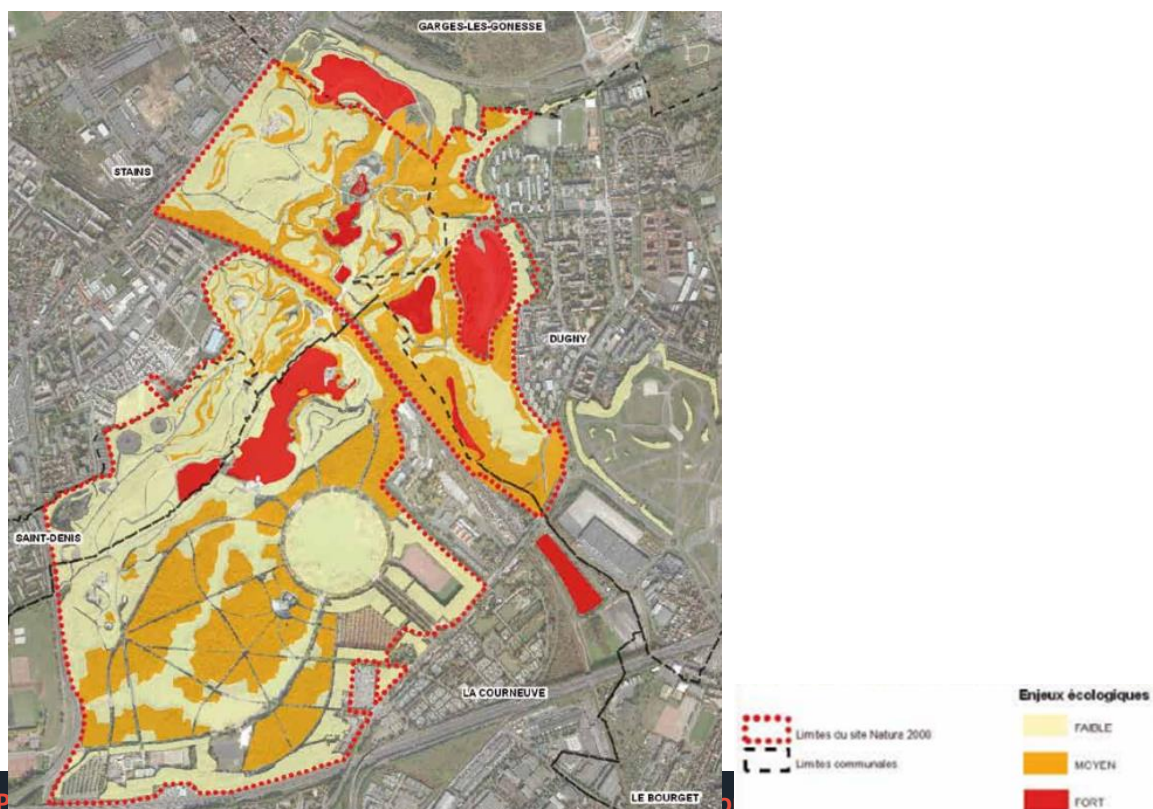 GARGES-LES-GONESSE
STAINS
DUGNY
SAINT-DENIS
LA COURNEUVE
LE BOURGET
Limites du site Natura 2000
Limites communales
Enjeux écologiques
FAIBLE
MOYEN
FORT